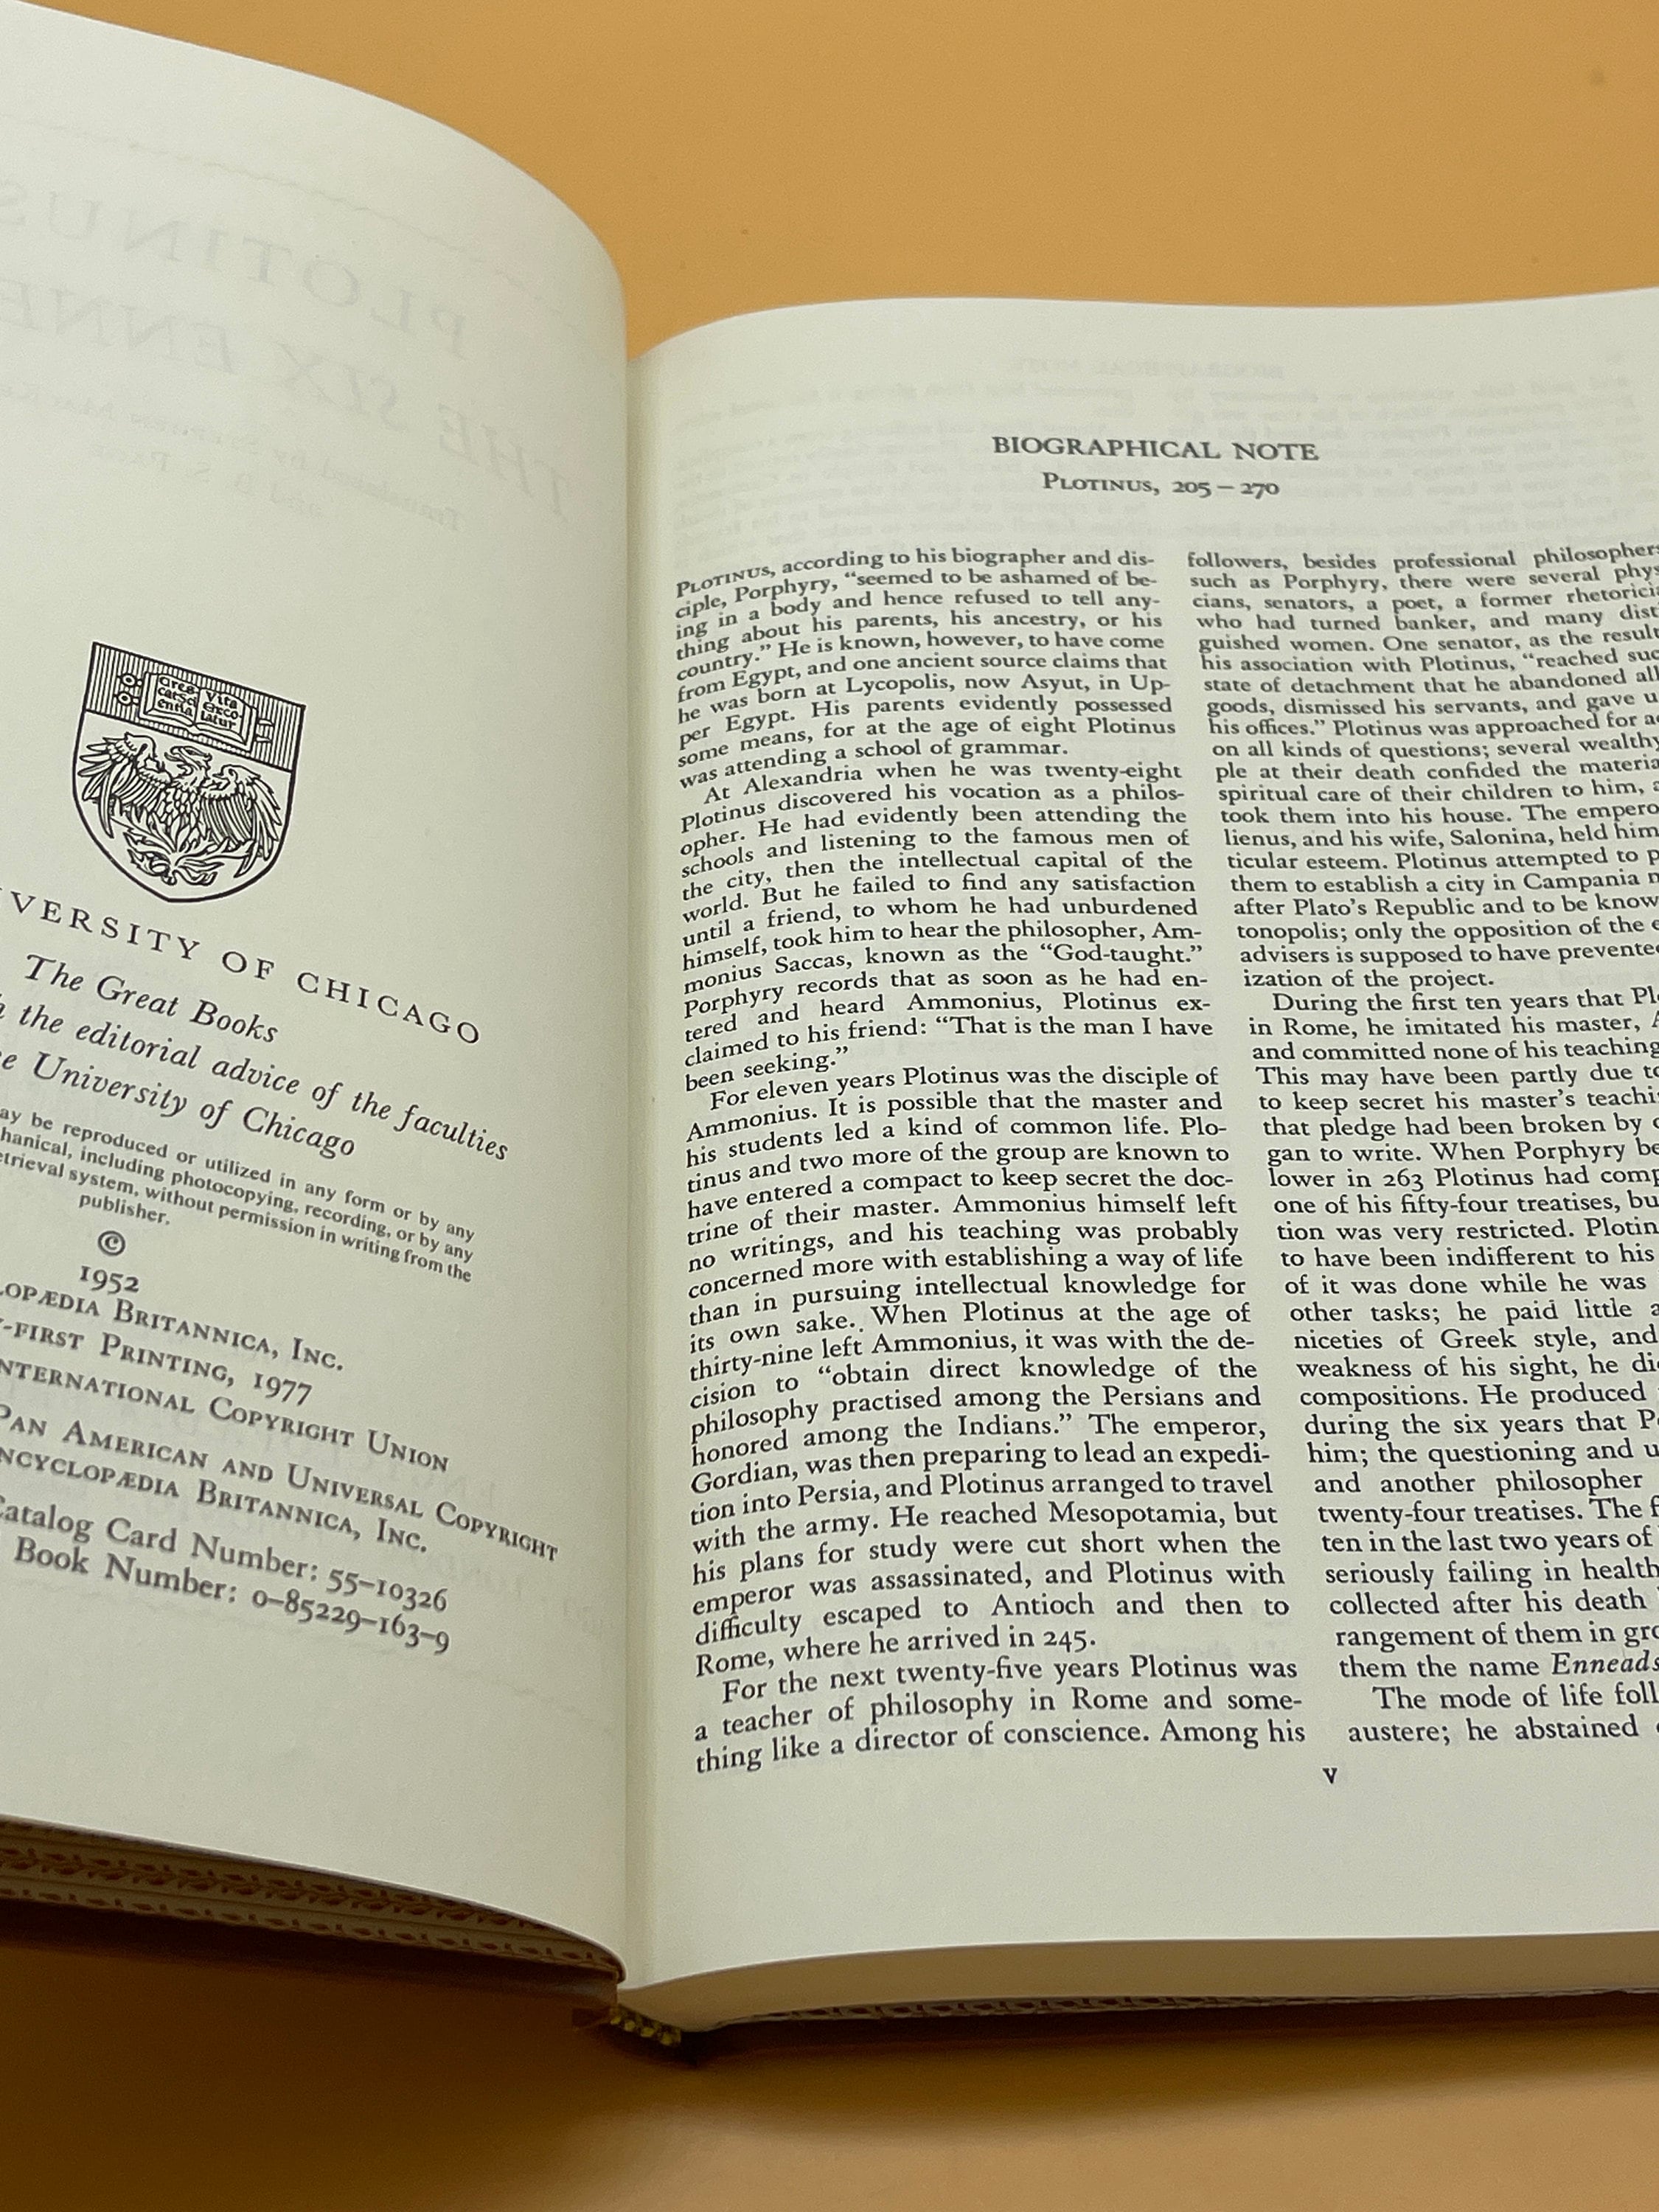 Cres
cat Sci
entia
Vita
exco
latur
VERSITY OF CHICAGO
The Great Books
the editorial advice of the faculties
University of Chicago
be reproduced or utilized in any form or by any
including photocopying, recording, or by any
system, without permission in writing from the
publisher.
©
1952
BRITANNICA, INC.
-FIRST PRINTING, 1977
INTERNATIONAL COPYRIGHT UNION
PAN AMERICAN AND UNIVERSAL COPYRIGHT
BRITANNICA, INC.
Catalog Card Number: 55-10326
Book Number: 0-85229-163-9
BIOGRAPHICAL NOTE
PLOTINUS, 205 – 270
PLOTINUS, according to his biographer and dis-
ciple, Porphyry, “seemed to be ashamed of be-
ing in a body and hence refused to tell any-
thing about his parents, his ancestry, or his
country.” He is known, however, to have come
from Egypt, and one ancient source claims that
he was born at Lycopolis, now Asyut, in Up-
per Egypt. His parents evidently possessed
some means, for at the age of eight Plotinus
was attending a school of grammar.
At Alexandria when he was twenty-eight
Plotinus discovered his vocation as a philos-
opher. He had evidently been attending the
schools and listening to the famous men of
the city, then the intellectual capital of the
world. But he failed to find any satisfaction
until a friend, to whom he had unburdened
himself, took him to hear the philosopher, Am-
monius Saccas, known as the “God-taught.”
Porphyry records that as soon as he had en-
tered and heard Ammonius, Plotinus ex-
claimed to his friend: “That is the man I have
been seeking.”
For eleven years Plotinus was the disciple of
Ammonius. It is possible that the master and
his students led a kind of common life. Plo-
tinus and two more of the group are known to
have entered a compact to keep secret the doc-
trine of their master. Ammonius himself left
no writings, and his teaching was probably
concerned more with establishing a way of life
than in pursuing intellectual knowledge for
its own sake. When Plotinus at the age of
thirty-nine left Ammonius, it was with the de-
cision to “obtain direct knowledge of the
philosophy practised among the Persians and
honored among the Indians.” The emperor,
Gordian, was then preparing to lead an expedi-
tion into Persia, and Plotinus arranged to travel
with the army. He reached Mesopotamia, but
his plans for study were cut short when the
emperor was assassinated, and Plotinus with
difficulty escaped to Antioch and then to
Rome, where he arrived in 245.
For the next twenty-five years Plotinus was
a teacher of philosophy in Rome and some-
thing like a director of conscience. Among his
followers, besides professional philosophers
such as Porphyry, there were several phys
cians, senators, a poet, a former rhetoricia
who had turned banker, and many dist
guished women. One senator, as the result
his association with Plotinus, “reached suc
state of detachment that he abandoned all
goods, dismissed his servants, and gave u
his offices.” Plotinus was approached for a
on all kinds of questions; several wealthy
ple at their death confided the materia
spiritual care of their children to him, a
took them into his house. The empero
lienus, and his wife, Salonina, held him
ticular esteem. Plotinus attempted to p
them to establish a city in Campania m
after Plato’s Republic and to be know
tonopolis; only the opposition of the e
advisers is supposed to have prevented
ization of the project.
During the first ten years that Pl
in Rome, he imitated his master, A
and committed none of his teaching
This may have been partly due to
to keep secret his master’s teachi
that pledge had been broken by o
gan to write. When Porphyry be
lower in 263 Plotinus had comp
one of his fifty-four treatises, bu
tion was very restricted. Plotin
to have been indifferent to his
of it was done while he was
other tasks; he paid little a
niceties of Greek style, and
weakness of his sight, he di
compositions. He produced
during the six years that P
him; the questioning and u
and another philosopher
twenty-four treatises. The f
ten in the last two years of
seriously failing in health
collected after his death
rangement of them in gro
them the name Enneads
The mode of life foll
austere; he abstained
v